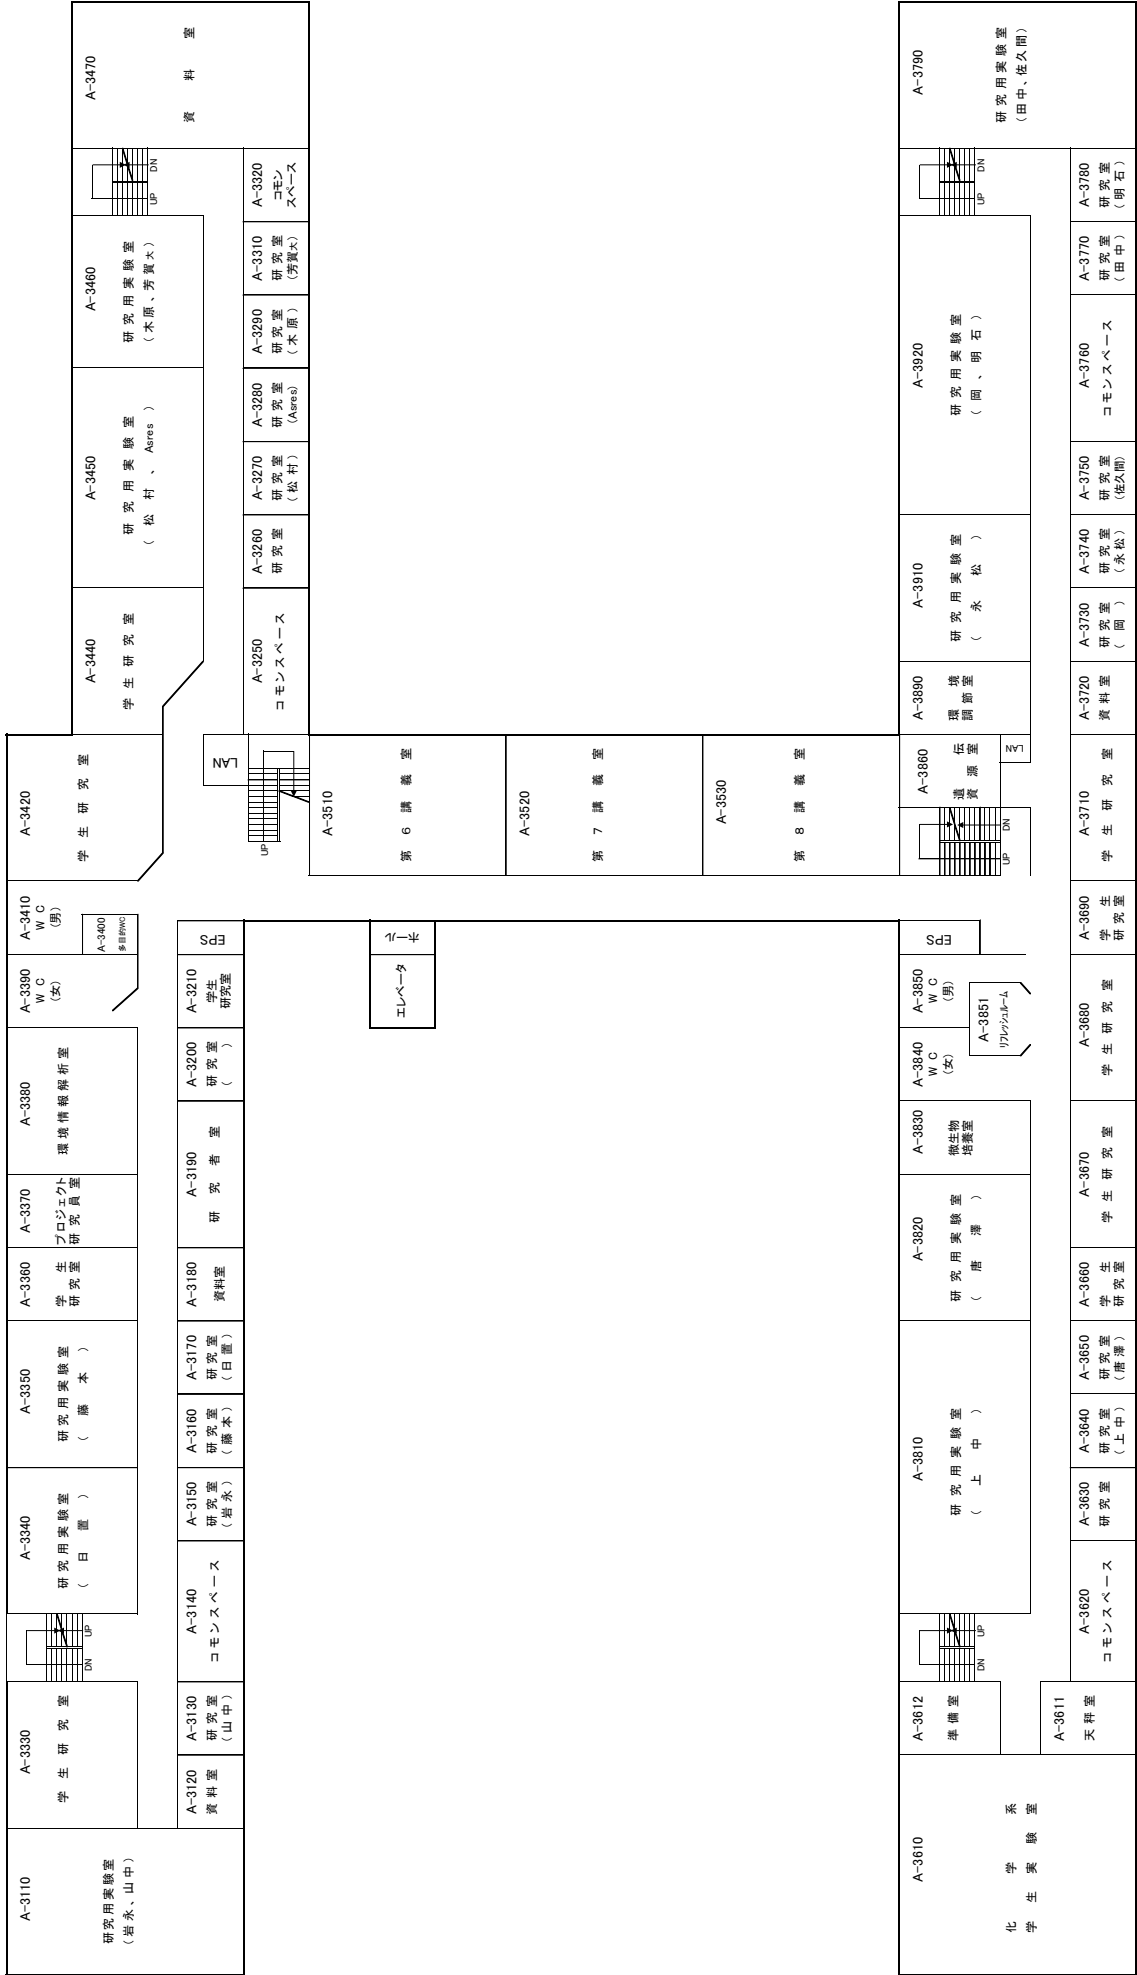 A-3470
資料室
DN
UP
A-3320
コモン
スペース
A-3460
研究用実験室
(木原、芳賀大)
A-3310
研究室
(芳賀大)
A-3290
研究室
(木原)
A-3450
研究用実験室
(松村、Asres)
A-3280
研究室
(Asres)
A-3270
研究室
(松村)
A-3260
研究室
A-3440
学生研究室
A-3250
コモンスペース
A-3420
学生研究室
LAN
UP
A-3510
第6講義室
A-3520
第7講義室
A-3530
第8講義室
A-3410
WC
(男)
A-3400
多目的WC
A-3390
WC
(女)
EPS
ホール
エレベータ
A-3210
学生
研究室
A-3380
環境情報解析室
A-3200
研究室
( )
A-3190
研究者室
A-3370
プロジェクト
研究員室
A-3360
学生
研究室
A-3180
資料室
A-3350
研究用実験室
(藤本)
A-3170
研究室
(日置)
A-3160
研究室
(藤本)
A-3340
研究用実験室
(日置)
A-3150
研究室
(岩永)
A-3140
コモンスペース
UP
DN
A-3330
学生研究室
A-3130
研究室
(山中)
A-3120
資料室
A-3110
研究用実験室
(岩永、山中)
A-3790
研究用実験室
(田中、佐久間)
DN
UP
A-3780
研究室
(明石)
A-3770
研究室
(田中)
A-3920
研究用実験室
(岡、明石)
A-3760
コモンスペース
A-3750
研究室
(佐久間)
A-3910
研究用実験室
(永松)
A-3740
研究室
(永松)
A-3730
研究室
(岡)
A-3890
環境
調節室
A-3720
資料室
A-3860
遺伝
資源室
LAN
DN
UP
A-3710
学生研究室
A-3690
学生
研究室
EPS
A-3850
WC
(男)
A-3851
リフレッシュルーム
A-3840
WC
(女)
A-3680
学生研究室
A-3830
微生物
培養室
A-3670
学生研究室
A-3820
研究用実験室
(唐澤)
A-3660
学生
研究室
A-3810
研究用実験室
(上中)
A-3650
研究室
(唐澤)
A-3640
研究室
(上中)
A-3630
研究室
A-3620
コモンスペース
UP
DN
A-3612
準備室
A-3611
天秤室
A-3610
化学系
学生実験室